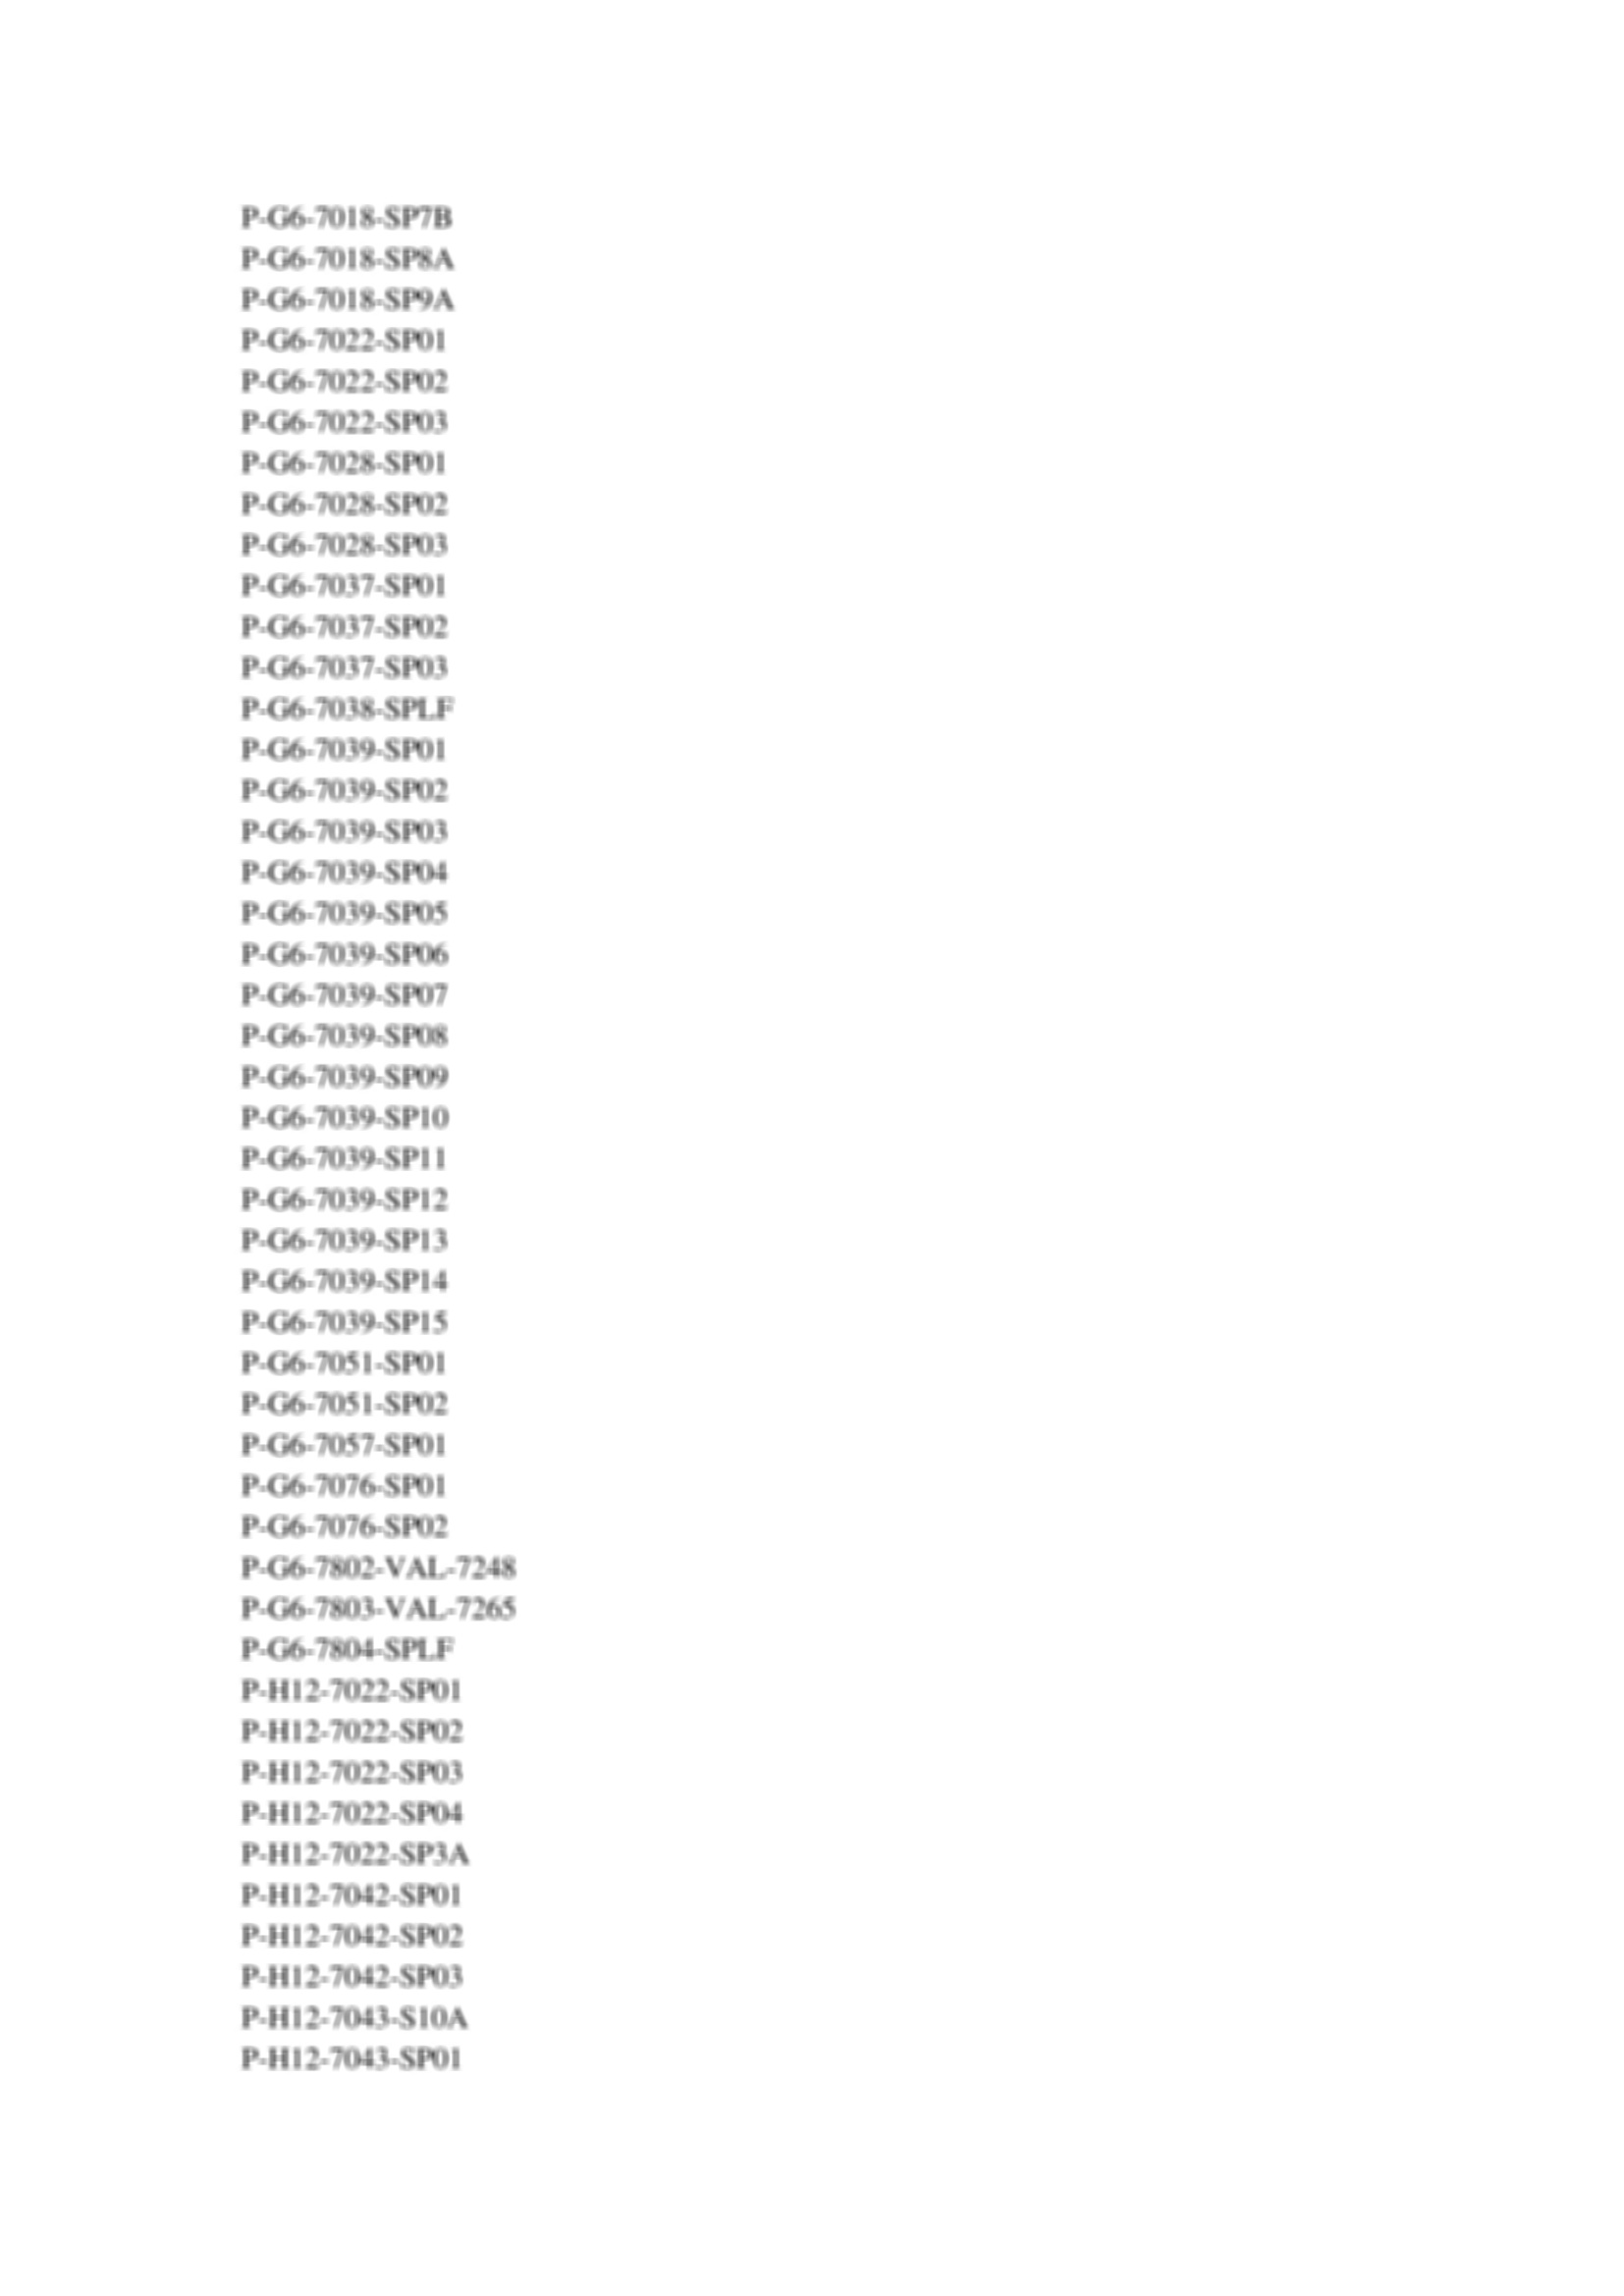 P-G6-7018-SP7B
P-G6-7018-SP8A
P-G6-7018-SP9A
P-G6-7022-SP01
P-G6-7022-SP02
P-G6-7022-SP03
P-G6-7028-SP01
P-G6-7028-SP02
P-G6-7028-SP03
P-G6-7037-SP01
P-G6-7037-SP02
P-G6-7037-SP03
P-G6-7038-SPLF
P-G6-7039-SP01
P-G6-7039-SP02
P-G6-7039-SP03
P-G6-7039-SP04
P-G6-7039-SP05
P-G6-7039-SP06
P-G6-7039-SP07
P-G6-7039-SP08
P-G6-7039-SP09
P-G6-7039-SP10
P-G6-7039-SP11
P-G6-7039-SP12
P-G6-7039-SP13
P-G6-7039-SP14
P-G6-7039-SP15
P-G6-7051-SP01
P-G6-7051-SP02
P-G6-7057-SP01
P-G6-7076-SP01
P-G6-7076-SP02
P-G6-7802-VAL-7248
P-G6-7803-VAL-7265
P-G6-7804-SPLF
P-H12-7022-SP01
P-H12-7022-SP02
P-H12-7022-SP03
P-H12-7022-SP04
P-H12-7022-SP3A
P-H12-7042-SP01
P-H12-7042-SP02
P-H12-7042-SP03
P-H12-7043-S10A
P-H12-7043-SP01